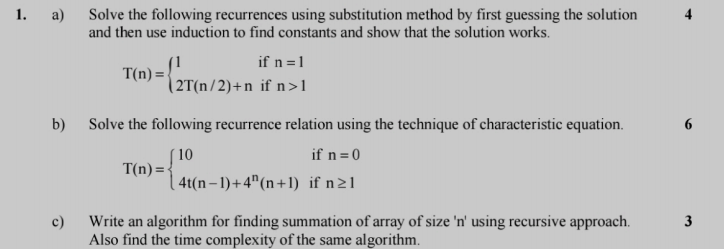 1. a) Solve the following recurrences using substitution method by first guessing the solution 4
and then use induction to find constants and show that the solution works.
T(n) = { 1 if n = 1
2T(n/2)+n if n>1
b) Solve the following recurrence relation using the technique of characteristic equation. 6
T(n) = { 10 if n = 0
4t(n−1)+4ⁿ(n+1) if n≥1
c) Write an algorithm for finding summation of array of size 'n' using recursive approach. 3
Also find the time complexity of the same algorithm.